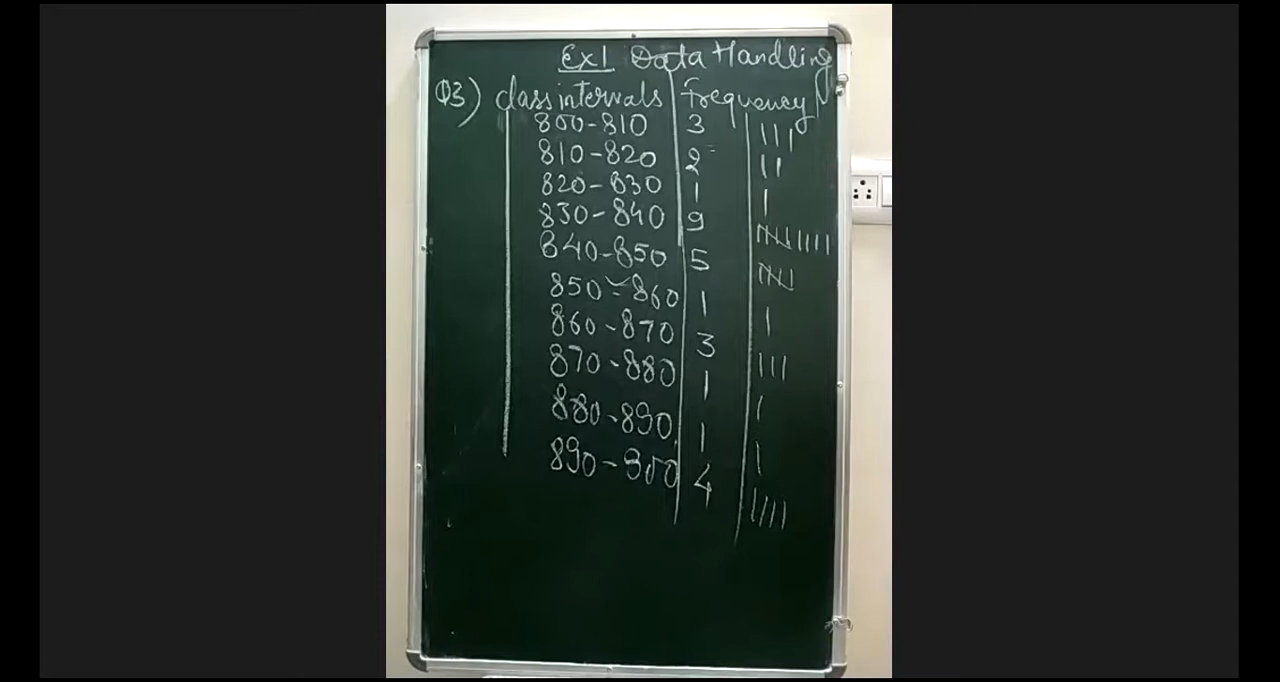 Ex1 Data Handling
Q3) class intervals frequency
800-810 3 |||
810-820 2 ||
820-830 1 |
830-840 9 |||||||||
840-850 5 |||||
850-860 1 |
860-870 3 |||
870-880 1 |
880-890 1 |
890-900 4 ||||